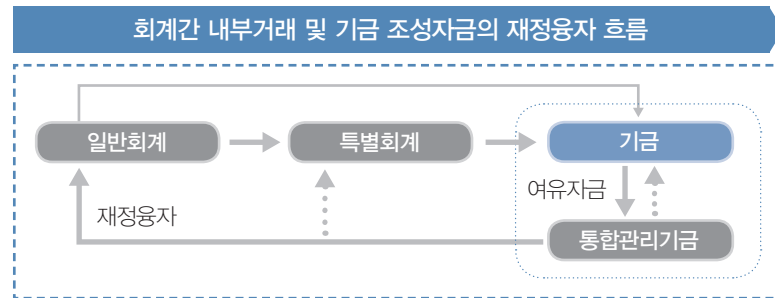 회계간 내부거래 및 기금 조성자금의 재정융자 흐름
일반회계
특별회계
기금
여유자금
재정융자
통합관리기금